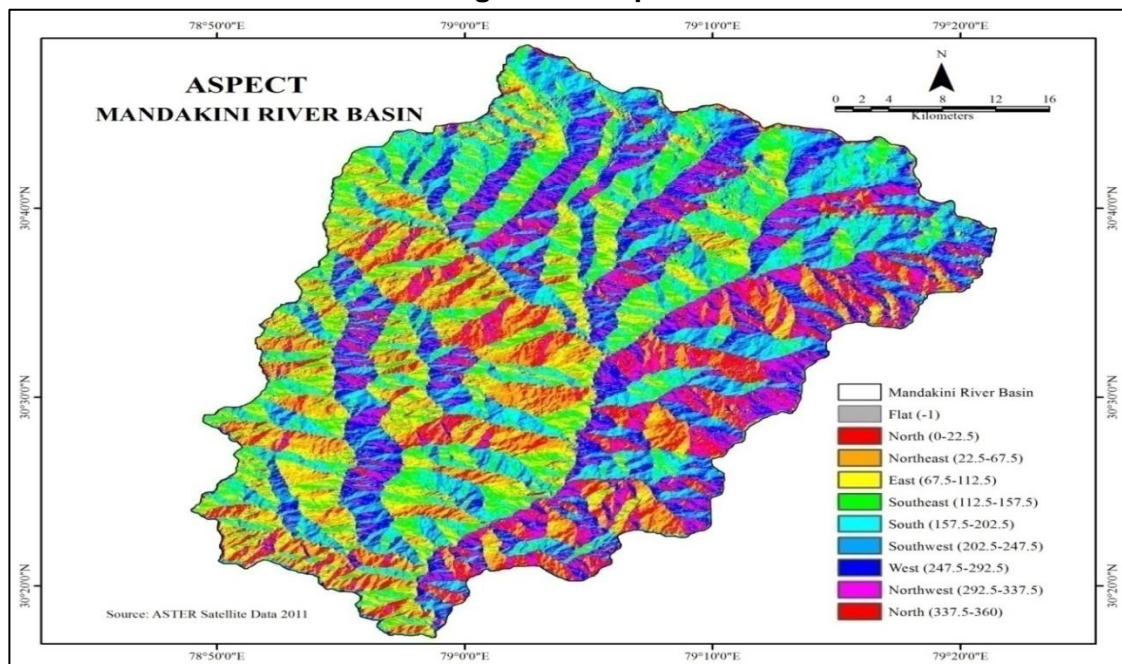 78°50'0"E 79°0'0"E 79°10'0"E 79°20'0"E
ASPECT
MANDAKINI RIVER BASIN
N
0 2 4 8 12 16
Kilometers
30°40'0"N 30°40'0"N
30°30'0"N 30°30'0"N
30°20'0"N 30°20'0"N
Mandakini River Basin
Flat (-1)
North (0-22.5)
Northeast (22.5-67.5)
East (67.5-112.5)
Southeast (112.5-157.5)
South (157.5-202.5)
Southwest (202.5-247.5)
West (247.5-292.5)
Northwest (292.5-337.5)
North (337.5-360)
Source: ASTER Satellite Data 2011
78°50'0"E 79°0'0"E 79°10'0"E 79°20'0"E